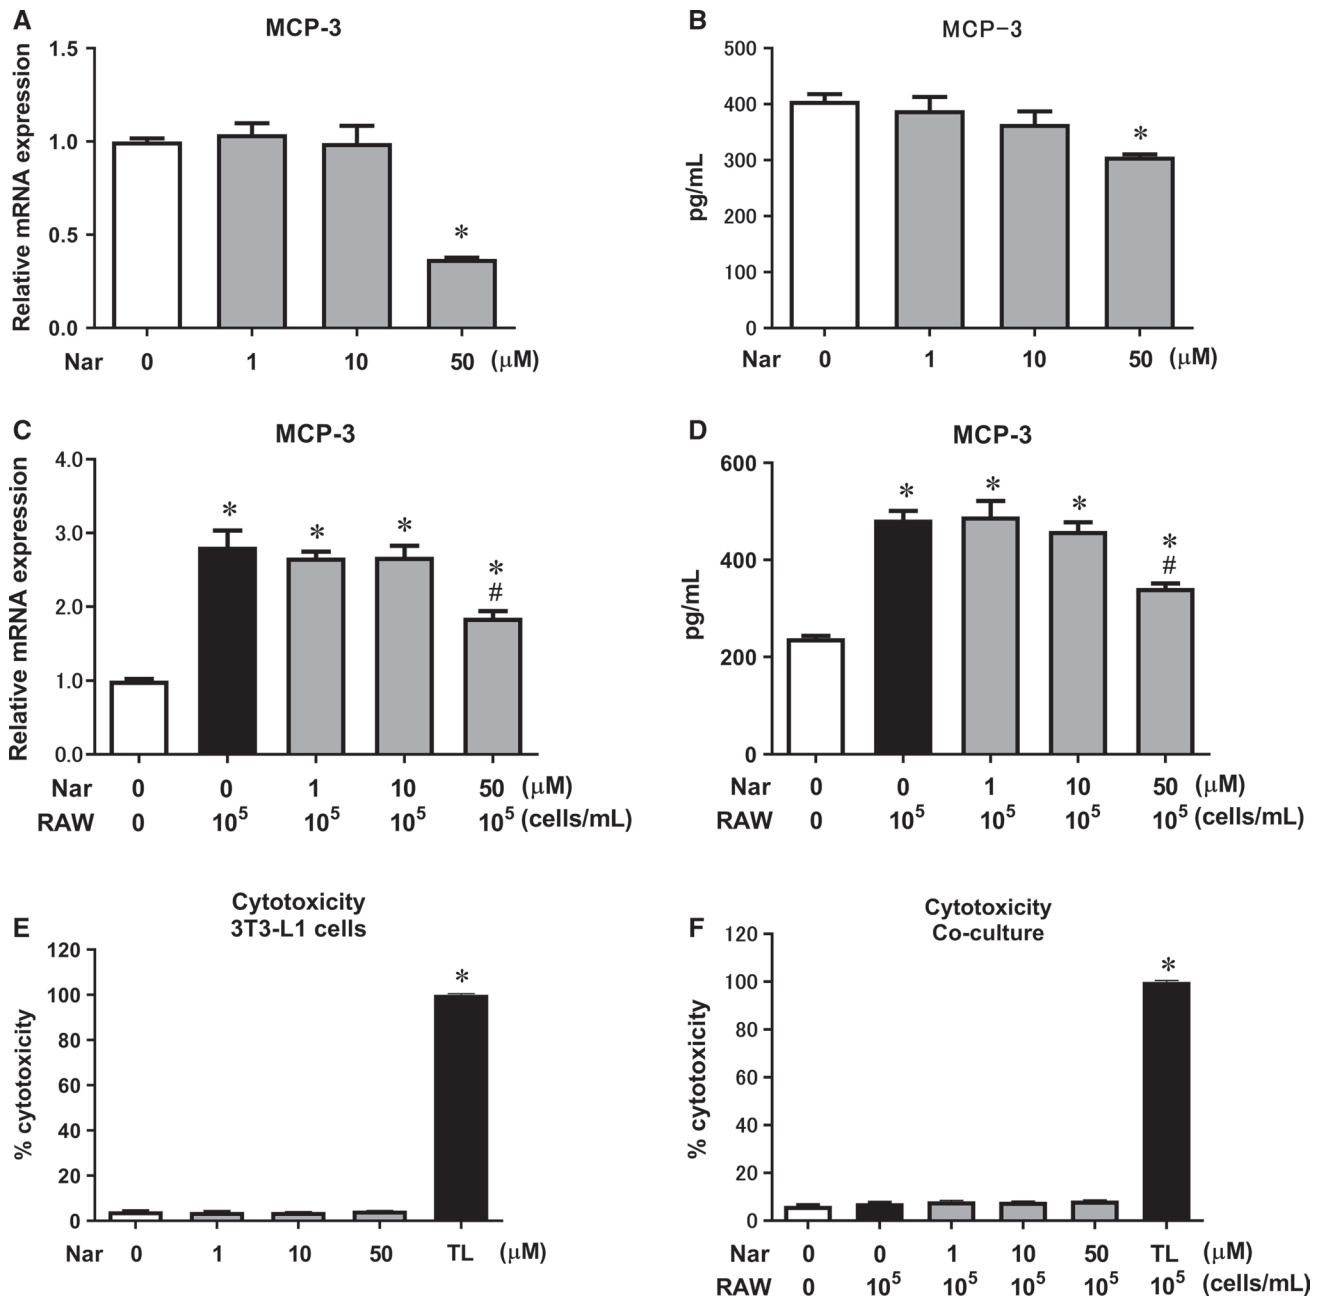 A
MCP-3
Relative mRNA expression
1.5
1.0
0.5
0.0
*
Nar 0 1 10 50 (μM)
B
MCP-3
pg/mL
500
400
300
200
100
0
*
Nar 0 1 10 50 (μM)
C
MCP-3
Relative mRNA expression
4.0
3.0
2.0
1.0
0.0
* * * *
#
Nar 0 0 1 10 50 (μM)
RAW 0 10⁵ 10⁵ 10⁵ 10⁵ (cells/mL)
D
MCP-3
pg/mL
600
400
200
0
* * * *
#
Nar 0 0 1 10 50 (μM)
RAW 0 10⁵ 10⁵ 10⁵ 10⁵ (cells/mL)
E
Cytotoxicity
3T3-L1 cells
% cytotoxicity
120
100
80
60
40
20
0
*
Nar 0 1 10 50 TL (μM)
F
Cytotoxicity
Co-culture
% cytotoxicity
120
100
80
60
40
20
0
*
Nar 0 0 1 10 50 TL (μM)
RAW 0 10⁵ 10⁵ 10⁵ 10⁵ 10⁵ (cells/mL)